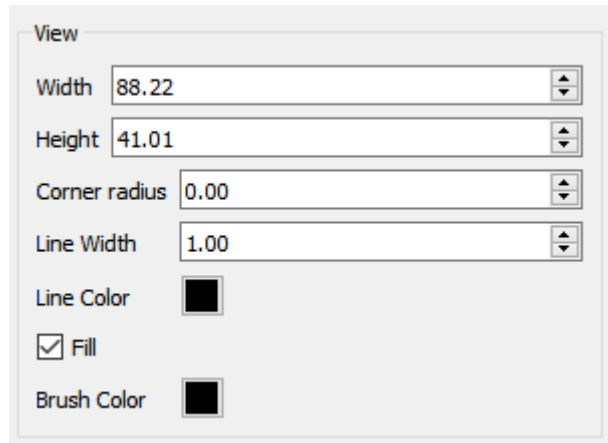 View
Width 88.22
Height 41.01
Corner radius 0.00
Line Width 1.00
Line Color
Fill
Brush Color